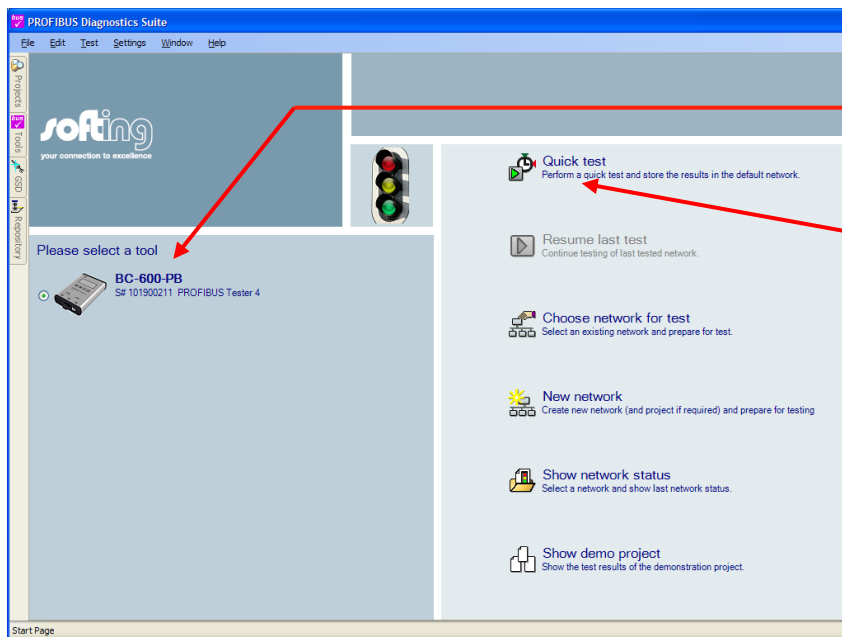 bus PROFIBUS Diagnostics Suite
File Edit Test Settings Window Help
Projects
bus
Tools
GSD
Repository
softing
your connection to excellence
Please select a tool
BC-600-PB
S# 101900211 PROFIBUS Tester 4
Quick test
Perform a quick test and store the results in the default network.
Resume last test
Continue testing of last tested network.
Choose network for test
Select an existing network and prepare for test.
New network
Create new network (and project if required) and prepare for testing
Show network status
Select a network and show last network status.
Show demo project
Show the test results of the demonstration project.
Start Page